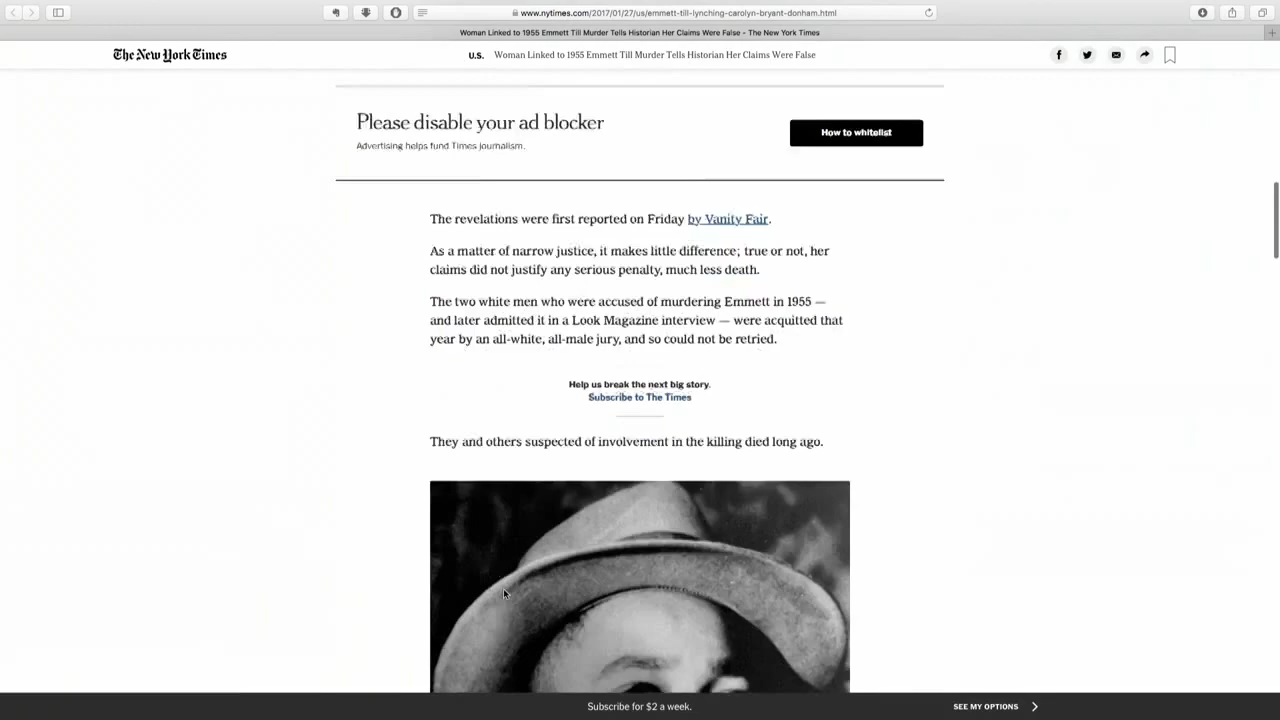 www.nytimes.com/2017/01/27/us/emmett-till-lynching-carolyn-bryant-donham.html
Woman Linked to 1955 Emmett Till Murder Tells Historian Her Claims Were False - The New York Times
The New York Times
U.S. Woman Linked to 1955 Emmett Till Murder Tells Historian Her Claims Were False
Please disable your ad blocker
Advertising helps fund Times journalism.
How to whitelist
The revelations were first reported on Friday by Vanity Fair.
As a matter of narrow justice, it makes little difference; true or not, her
claims did not justify any serious penalty, much less death.
The two white men who were accused of murdering Emmett in 1955 —
and later admitted it in a Look Magazine interview — were acquitted that
year by an all-white, all-male jury, and so could not be retried.
Help us break the next big story.
Subscribe to The Times
They and others suspected of involvement in the killing died long ago.
Subscribe for $2 a week.
SEE MY OPTIONS